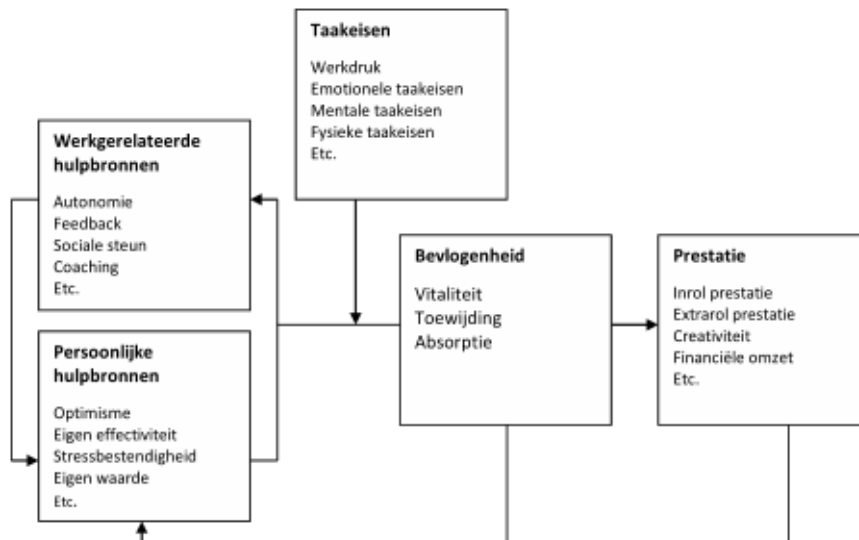 Taakeisen
Werkdruk
Emotionele taakeisen
Mentale taakeisen
Fysieke taakeisen
Etc.
Werkgerelateerde
hulpbronnen
Autonomie
Feedback
Sociale steun
Coaching
Etc.
Bevlogenheid
Vitaliteit
Toewijding
Absorptie
Prestatie
Inrol prestatie
Extrarol prestatie
Creativiteit
Financiële omzet
Etc.
Persoonlijke
hulpbronnen
Optimisme
Eigen effectiviteit
Stressbestendigheid
Eigen waarde
Etc.